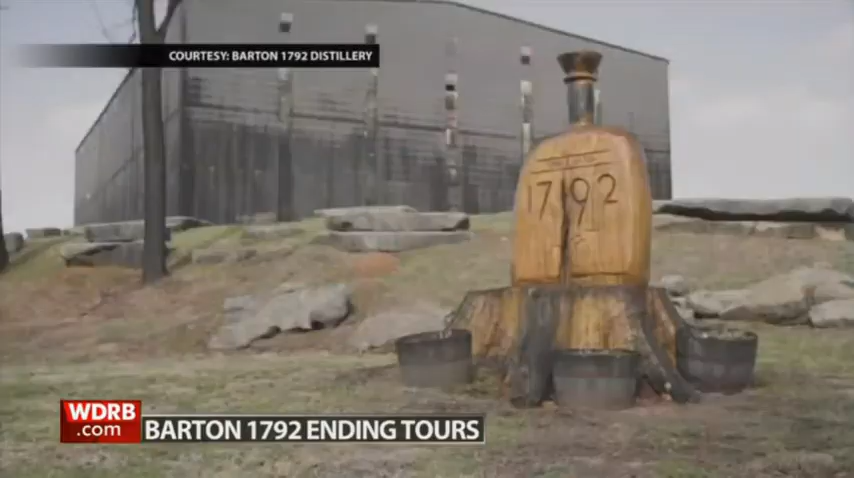 COURTESY: BARTON 1792 DISTILLERY
1792
WDRB
.com
BARTON 1792 ENDING TOURS